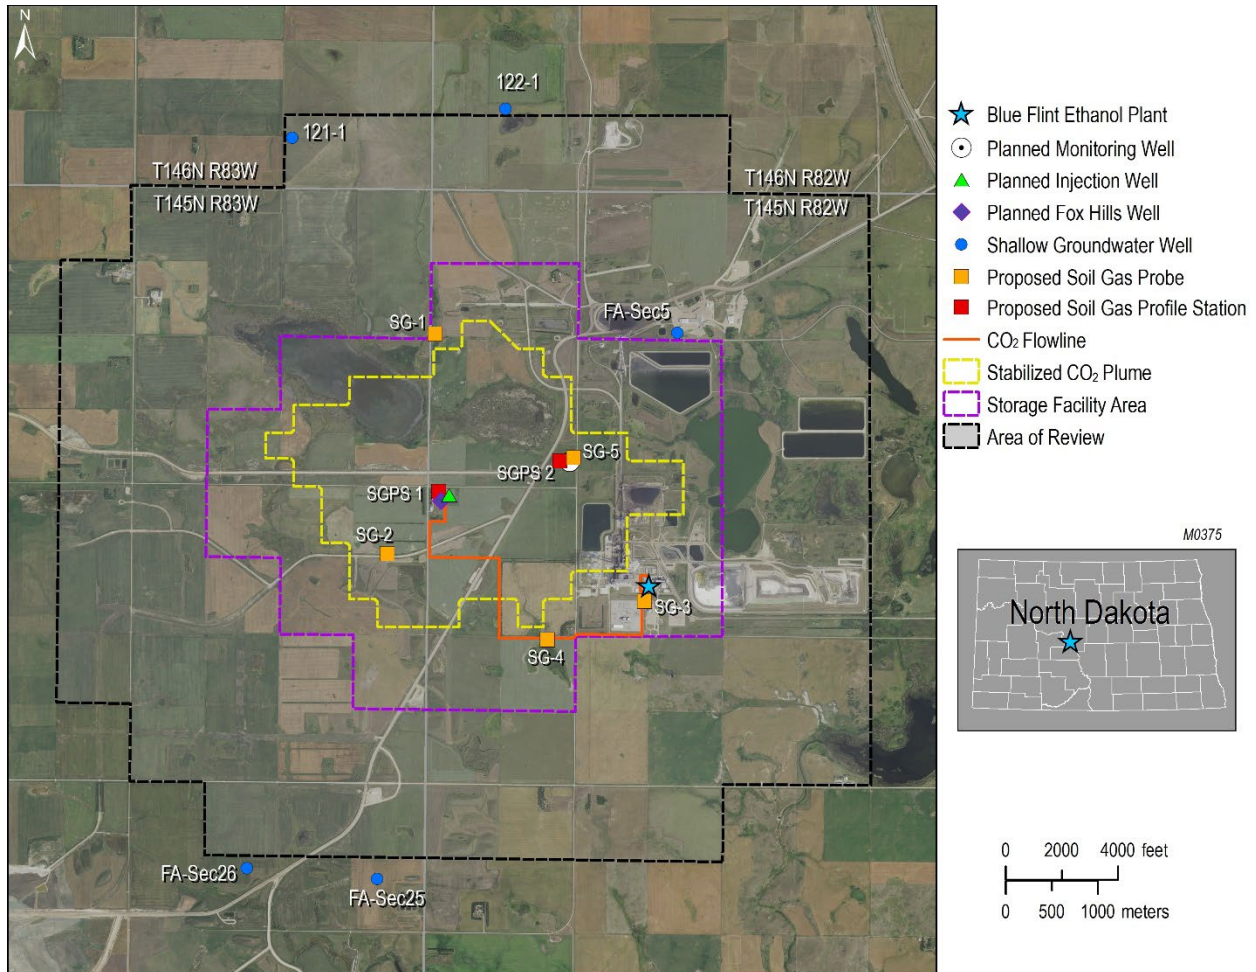 N
122-1
121-1
T146N R83W
T146N R82W
T145N R83W
T145N R82W
FA-Sec5
SG-1
SG-5
SGPS 2
SGPS 1
SG-2
SG-3
SG-4
FA-Sec26
FA-Sec25
Blue Flint Ethanol Plant
Planned Monitoring Well
Planned Injection Well
Planned Fox Hills Well
Shallow Groundwater Well
Proposed Soil Gas Probe
Proposed Soil Gas Profile Station
CO₂ Flowline
Stabilized CO₂ Plume
Storage Facility Area
Area of Review
M0375
North Dakota
0 2000 4000 feet
0 500 1000 meters